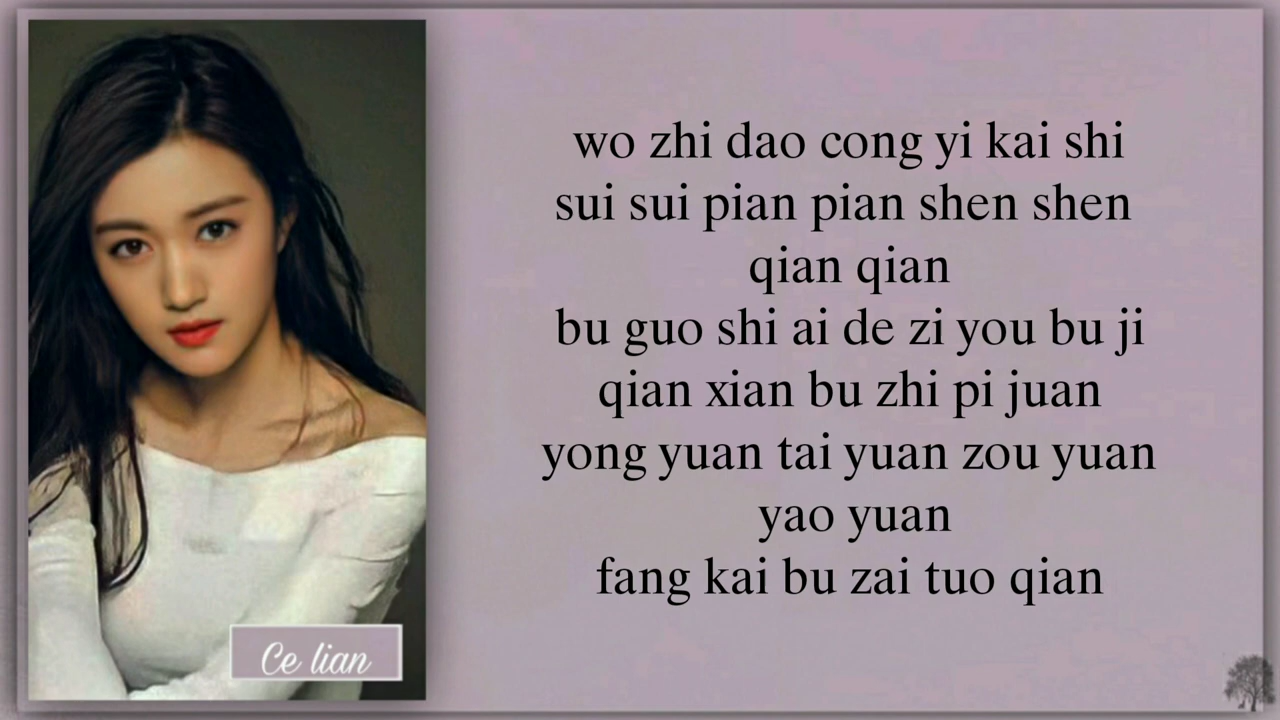 wo zhi dao cong yi kai shi
sui sui pian pian shen shen
qian qian
bu guo shi ai de zi you bu ji
qian xian bu zhi pi juan
yong yuan tai yuan zou yuan
yao yuan
fang kai bu zai tuo qian
Ce lian